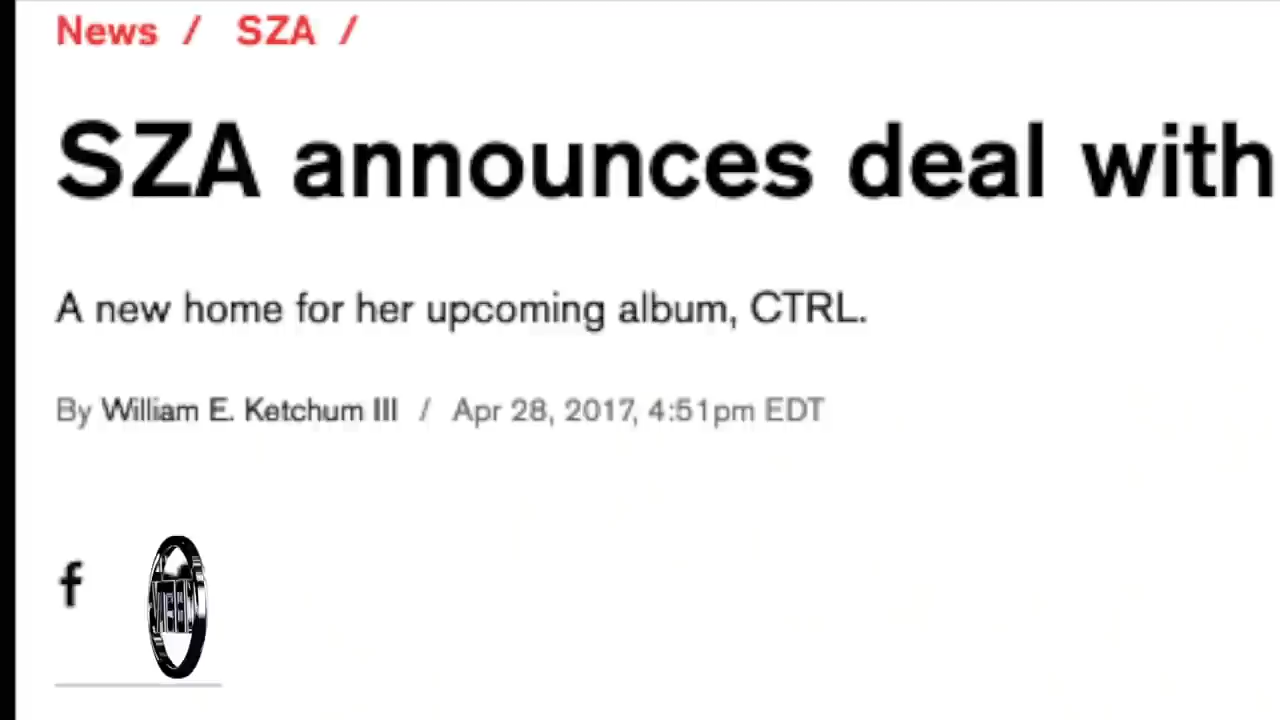 News / SZA /
SZA announces deal with
A new home for her upcoming album, CTRL.
By William E. Ketchum III / Apr 28, 2017, 4:51pm EDT
f